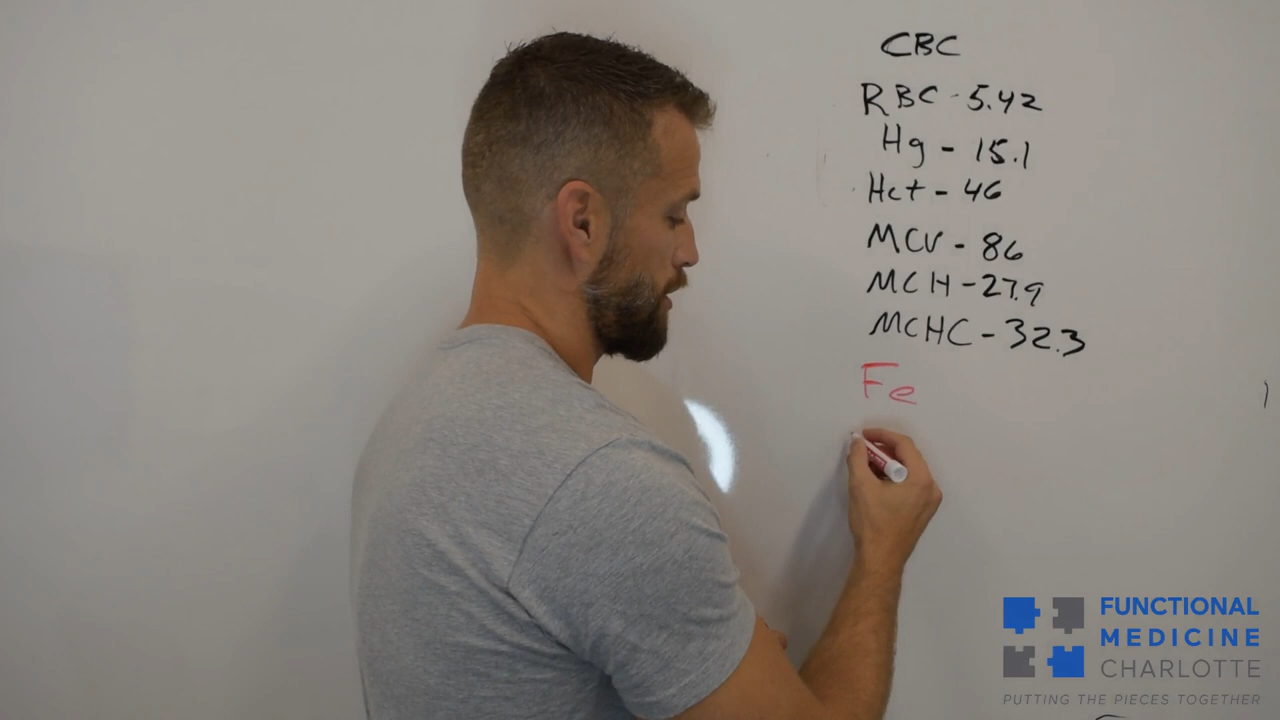 CBC
RBC - 5.42
Hg - 15.1
Hct - 46
MCV - 86
MCH - 27.9
MCHC - 32.3
Fe
FUNCTIONAL
MEDICINE
CHARLOTTE
PUTTING THE PIECES TOGETHER